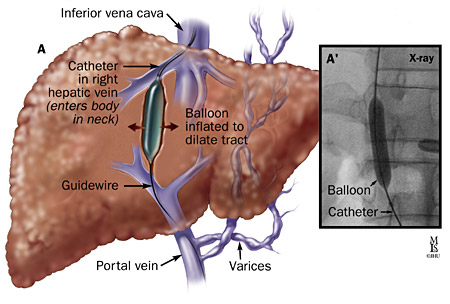 Inferior vena cava
A
Catheter
in right
hepatic vein
(enters body
in neck)
Balloon
inflated to
dilate tract
Guidewire
Portal vein
Varices
A'
X-ray
Balloon
Catheter
©JHU